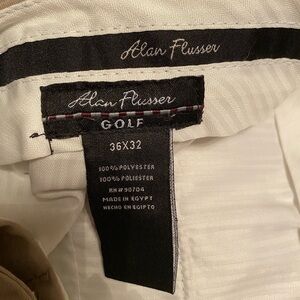 Alan Flusser
Alan Flusser
GOLF
36X32
100% POLYESTER
100% POLIESTER
RN# 90704
MADE IN EGYPT
HECHO EN EGIPTO